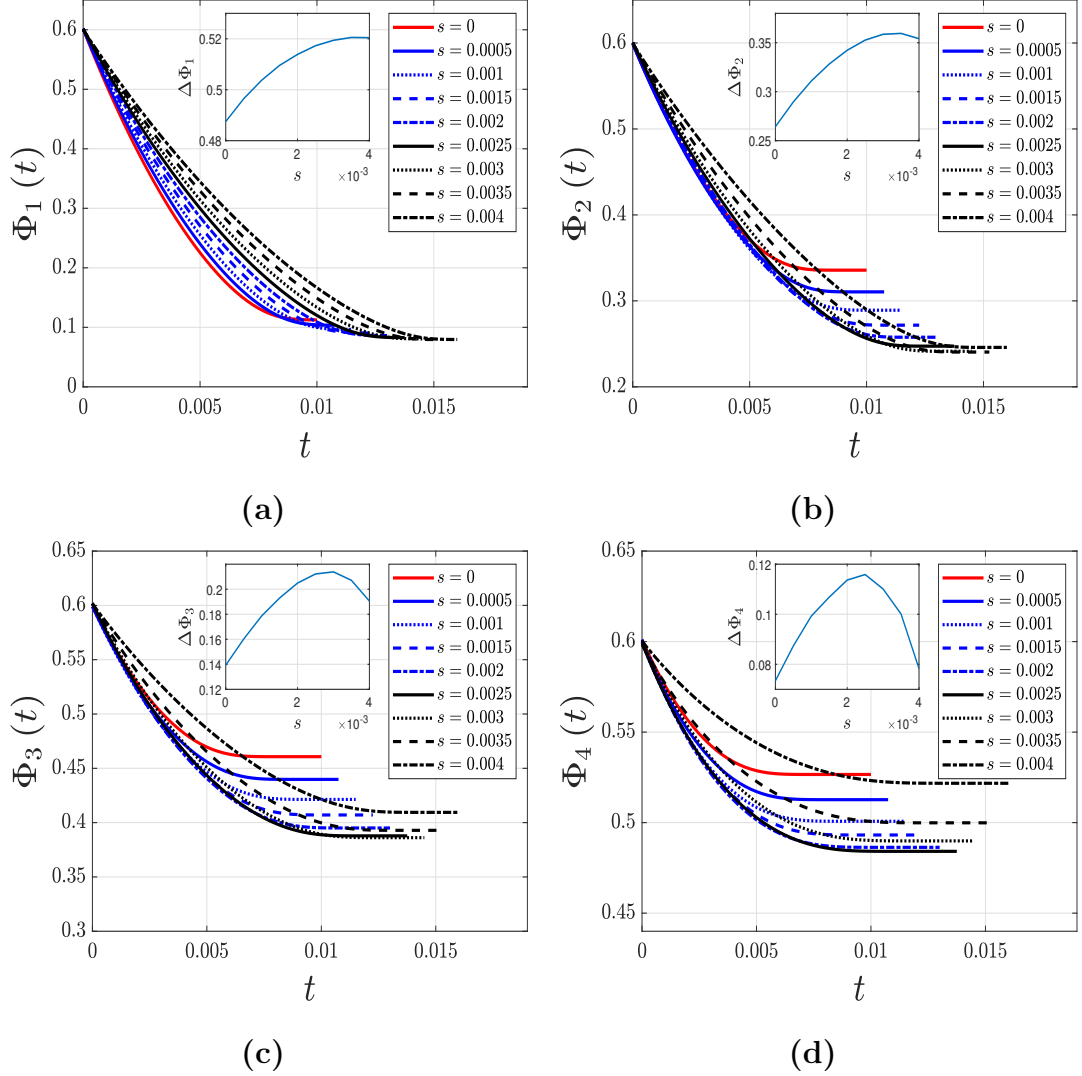 0.6
0.5
0.4
0.3
0.2
0.1
0
Φ1 (t)
0 0.005 0.01 0.015
t
0.52
0.5
0.48
ΔΦ1
0 2 4
s ×10-3
s = 0
s = 0.0005
s = 0.001
s = 0.0015
s = 0.002
s = 0.0025
s = 0.003
s = 0.0035
s = 0.004
(a)
0.6
0.5
0.4
0.3
0.2
Φ2 (t)
0 0.005 0.01 0.015
t
0.35
0.3
0.25
ΔΦ2
0 2 4
s ×10-3
s = 0
s = 0.0005
s = 0.001
s = 0.0015
s = 0.002
s = 0.0025
s = 0.003
s = 0.0035
s = 0.004
(b)
0.65
0.6
0.55
0.5
0.45
0.4
0.35
0.3
Φ3 (t)
0 0.005 0.01 0.015
t
0.2
0.18
0.16
0.14
0.12
ΔΦ3
0 2 4
s ×10-3
s = 0
s = 0.0005
s = 0.001
s = 0.0015
s = 0.002
s = 0.0025
s = 0.003
s = 0.0035
s = 0.004
(c)
0.65
0.6
0.55
0.5
0.45
Φ4 (t)
0 0.005 0.01 0.015
t
0.12
0.1
0.08
ΔΦ4
0 2 4
s ×10-3
s = 0
s = 0.0005
s = 0.001
s = 0.0015
s = 0.002
s = 0.0025
s = 0.003
s = 0.0035
s = 0.004
(d)